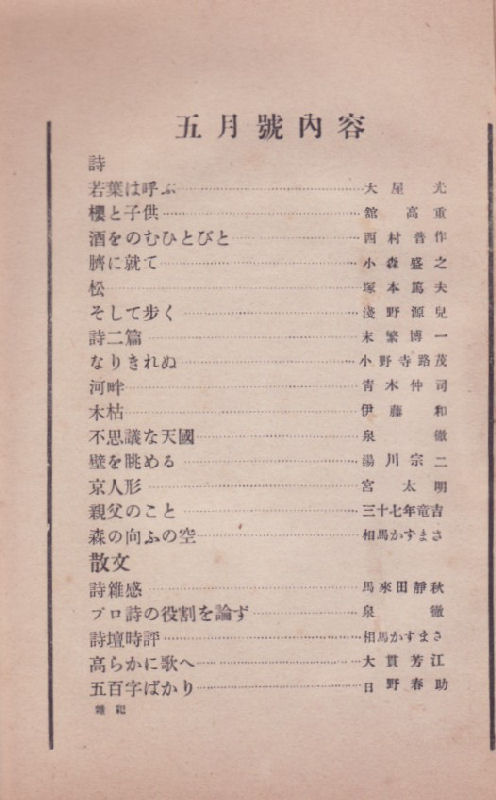 五月號內容
詩
若葉は呼ぶ 大屋光
櫻と子供 舘高重
酒をのむひとびと 西村晋作
臍に就て 小森盛之
松 塚本篤夫
そして步く 淺野源兒
詩二篇 末繁博一
なりきれぬ 小野寺路茂
河畔 靑木仲司
木枯 伊藤和
不思議な天國 泉徹
壁を眺める 湯川宗二
京人形 宮太明
親父のこと 三十七年竜吉
森の向ふの空 相馬かすまさ
散文
詩雜感 馬來田靜秋
プロ詩の役割を論ず 泉徹
詩壇時評 相馬かすまさ
高らかに歌へ 大貫芳江
五百字ばかり 日野春助
雜記